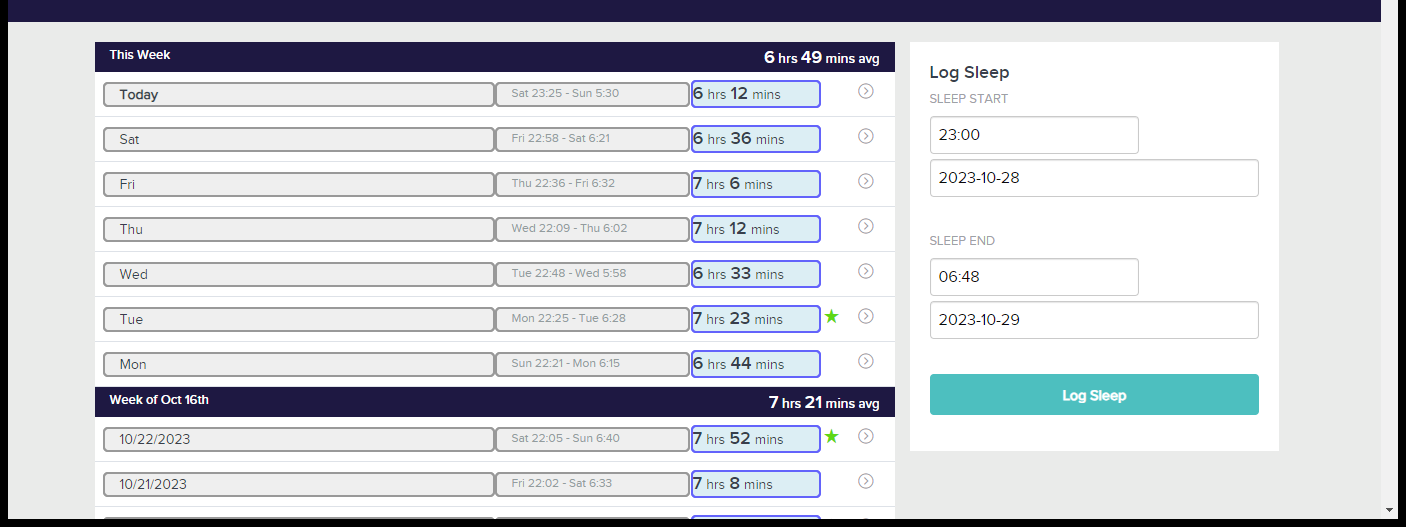 This Week 6 hrs 49 mins avg
Today Sat 23:25 - Sun 5:30 6 hrs 12 mins
Sat Fri 22:58 - Sat 6:21 6 hrs 36 mins
Fri Thu 22:36 - Fri 6:32 7 hrs 6 mins
Thu Wed 22:09 - Thu 6:02 7 hrs 12 mins
Wed Tue 22:48 - Wed 5:58 6 hrs 33 mins
Tue Mon 22:25 - Tue 6:28 7 hrs 23 mins
Mon Sun 22:21 - Mon 6:15 6 hrs 44 mins
Week of Oct 16th 7 hrs 21 mins avg
10/22/2023 Sat 22:05 - Sun 6:40 7 hrs 52 mins
10/21/2023 Fri 22:02 - Sat 6:33 7 hrs 8 mins
Log Sleep
SLEEP START
23:00
2023-10-28
SLEEP END
06:48
2023-10-29
Log Sleep